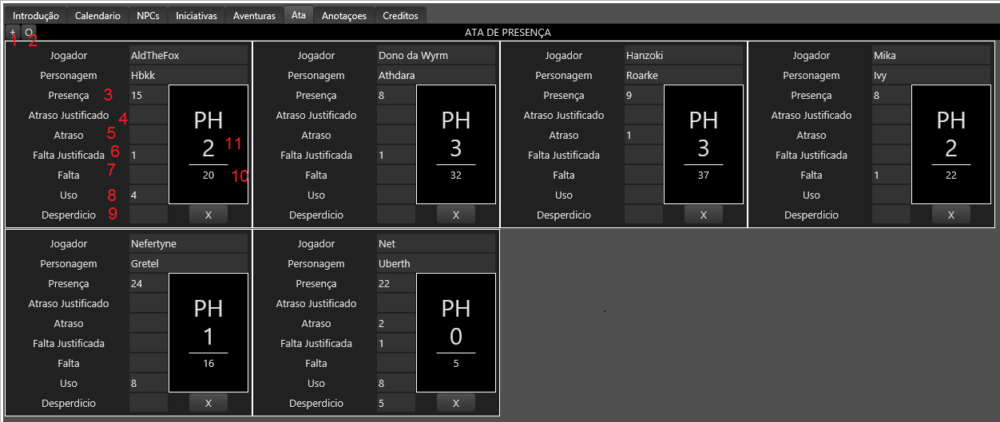 Introdução Calendario NPCs Iniciativas Aventuras Ata Anotaçoes Creditos
+ O ATA DE PRESENÇA
1 2
Jogador AldTheFox
Personagem Hbkk
Presença 3 15
Atraso Justificado 4
Atraso 5
Falta Justificada 6 1
Falta 7
Uso 8 4
Desperdicio 9 X
PH
2 11
20 10
Jogador Dono da Wyrm
Personagem Athdara
Presença 8
Atraso Justificado
Atraso
Falta Justificada 1
Falta
Uso
Desperdicio X
PH
3
32
Jogador Hanzoki
Personagem Roarke
Presença 9
Atraso Justificado
Atraso 1
Falta Justificada
Falta
Uso
Desperdicio X
PH
3
37
Jogador Mika
Personagem Ivy
Presença 8
Atraso Justificado
Atraso
Falta Justificada
Falta 1
Uso
Desperdicio X
PH
2
22
Jogador Nefertyne
Personagem Gretel
Presença 24
Atraso Justificado
Atraso
Falta Justificada
Falta
Uso 8
Desperdicio X
PH
1
16
Jogador Net
Personagem Uberth
Presença 22
Atraso Justificado
Atraso 2
Falta Justificada 1
Falta
Uso 8
Desperdicio 5 X
PH
0
5